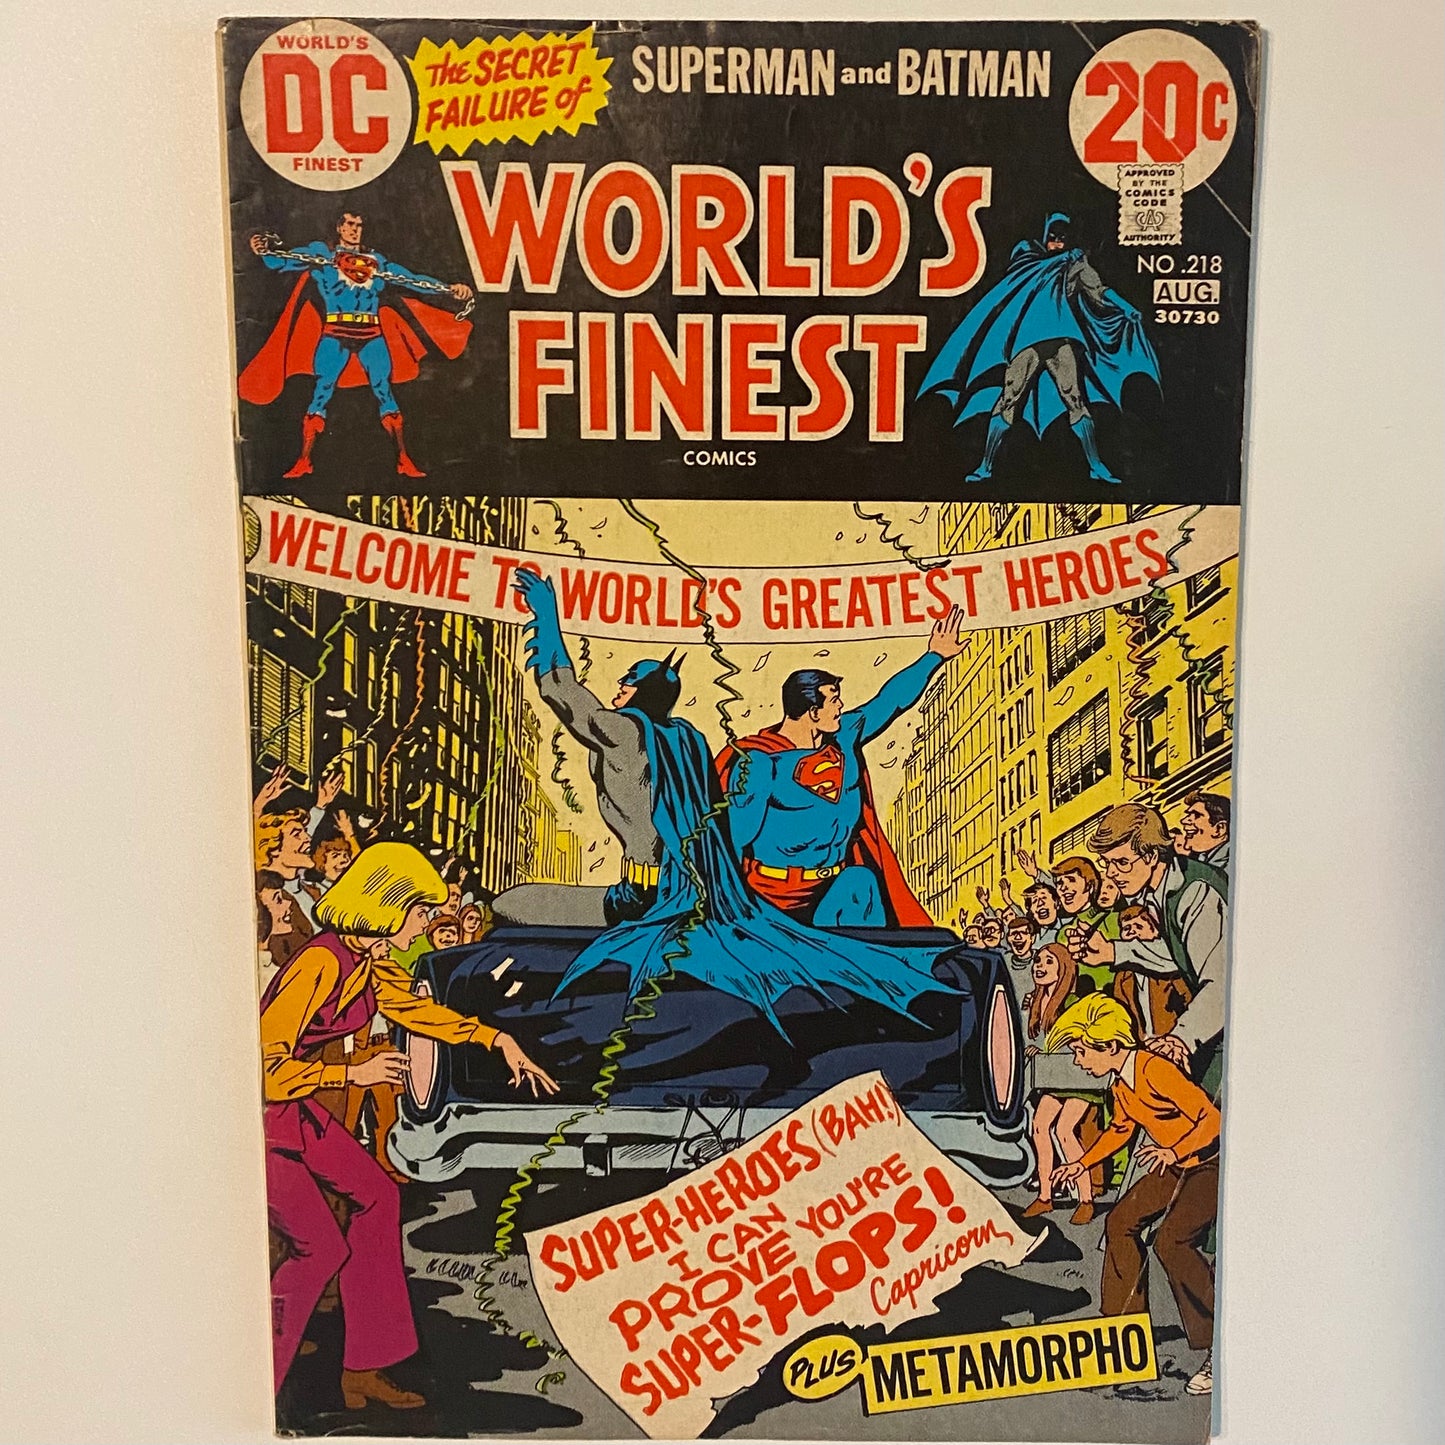 WORLD'S
DC
FINEST
The SECRET
FAILURE of
SUPERMAN and BATMAN
20c
APPROVED
BY THE
COMICS
CODE
CA
AUTHORITY
WORLD'S
FINEST
COMICS
NO.218
AUG.
30730
S
WELCOME TO WORLD'S GREATEST HEROES
S
SUPER-HEROES (BAH!)
I CAN
PROVE YOU'RE
SUPER-FLOPS!
Capricorn
PLUS METAMORPHO